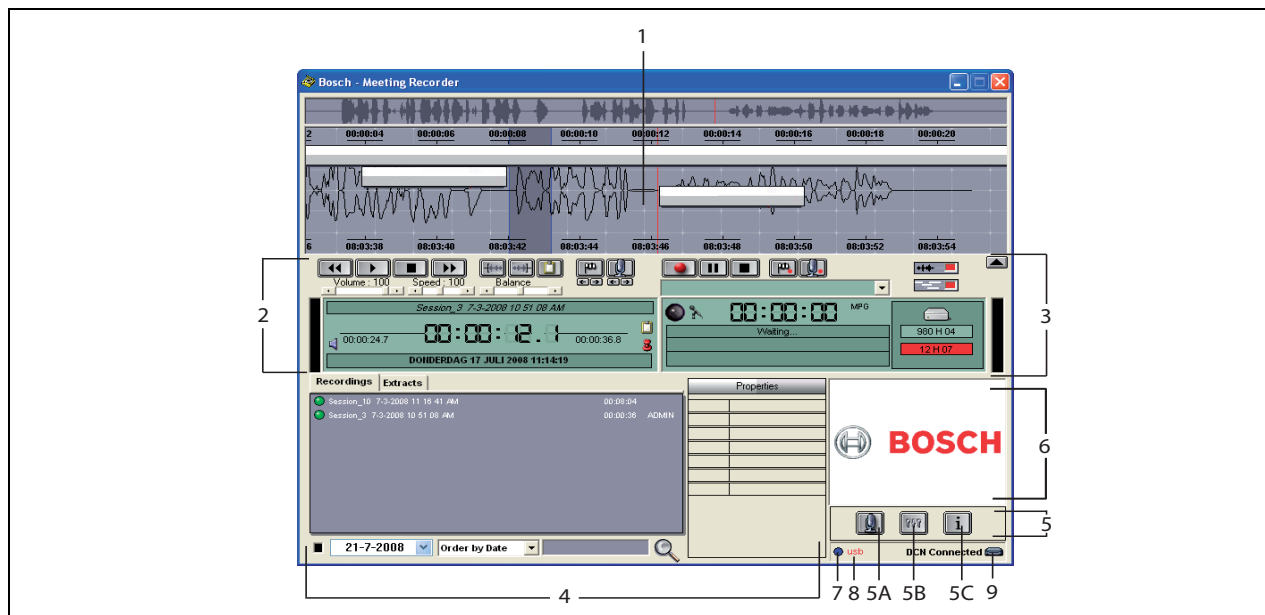 1
Bosch - Meeting Recorder
2 00:00:04 00:00:06 00:00:08 00:00:10 00:00:12 00:00:14 00:00:16 00:00:18 00:00:20
6 08:03:38 08:03:40 08:03:42 08:03:44 08:03:46 08:03:48 08:03:50 08:03:52 08:03:54
Volume : 100 Speed : 100 Balance
2
3
Session_3 7-3-2008 10 51 08 AM
00:00:24.7 00:00:12.1 00:00:36.8
DONDERDAG 17 JULI 2008 11:14:19
00:00:00 MPG
Waiting...
980 H 04
12 H 07
Recordings Extracts
Session_10 7-3-2008 11 16 41 AM 00:08:04
Session_3 7-3-2008 10 51 08 AM 00:00:36 ADMIN
Properties
BOSCH
6
i
5
21-7-2008 Order by Date
usb DCN Connected
4
7 8 5A 5B 5C 9